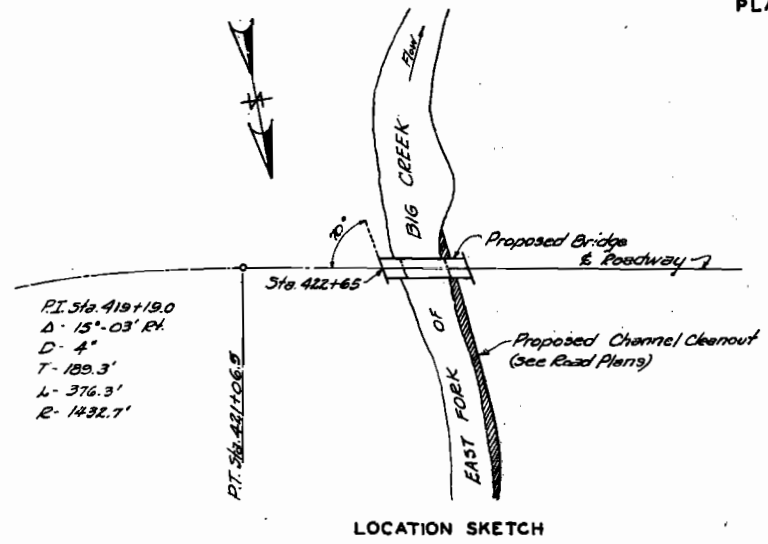 PLA
Flow
BIG CREEK
70°
Proposed Bridge
& Roadway
Sta. 422+65
P.I. Sta. 419+19.0
Δ - 15°-03' Rt.
D - 4°
T - 189.3'
L - 376.3'
R - 1432.7'
P.T. Sta. 421+06.5
EAST FORK OF
Proposed Channel Cleanout
(see Road Plans)
LOCATION SKETCH